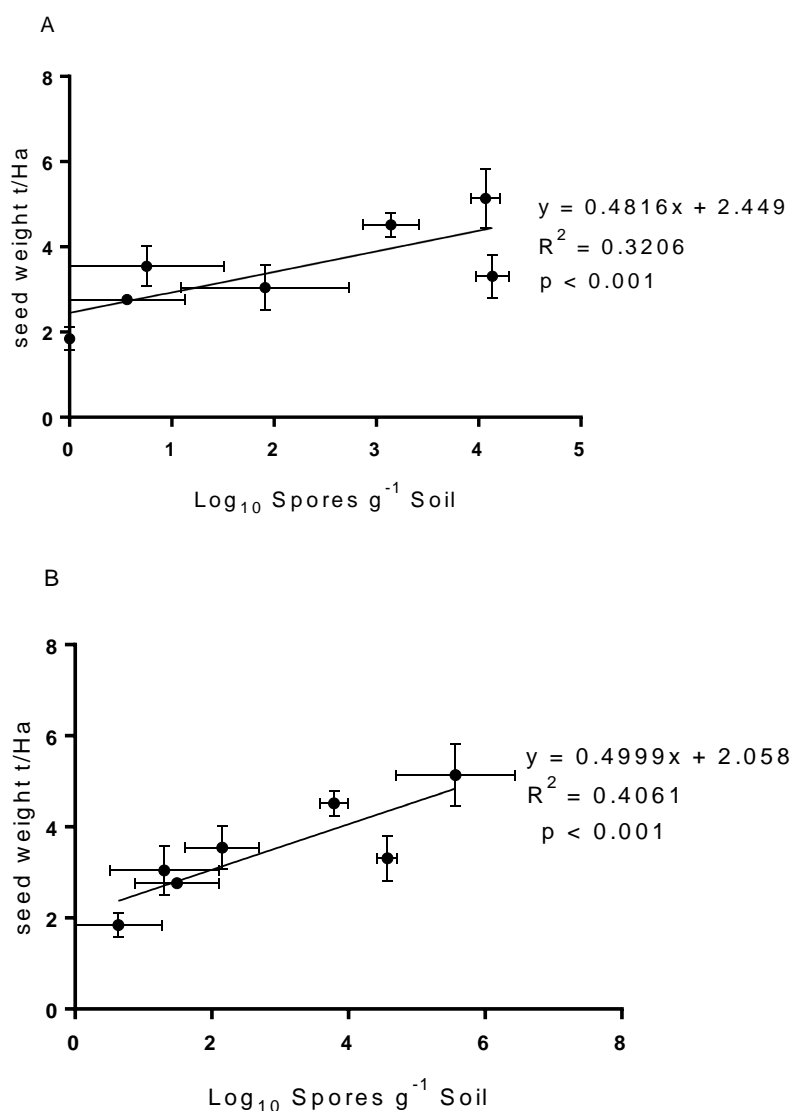 A
8
6
4
2
0
seed weight t/Ha
y = 0.4816x + 2.449
R² = 0.3206
p < 0.001
0 1 2 3 4 5
Log₁₀ Spores g⁻¹ Soil
B
8
6
4
2
0
seed weight t/Ha
y = 0.4999x + 2.058
R² = 0.4061
p < 0.001
0 2 4 6 8
Log₁₀ Spores g⁻¹ Soil